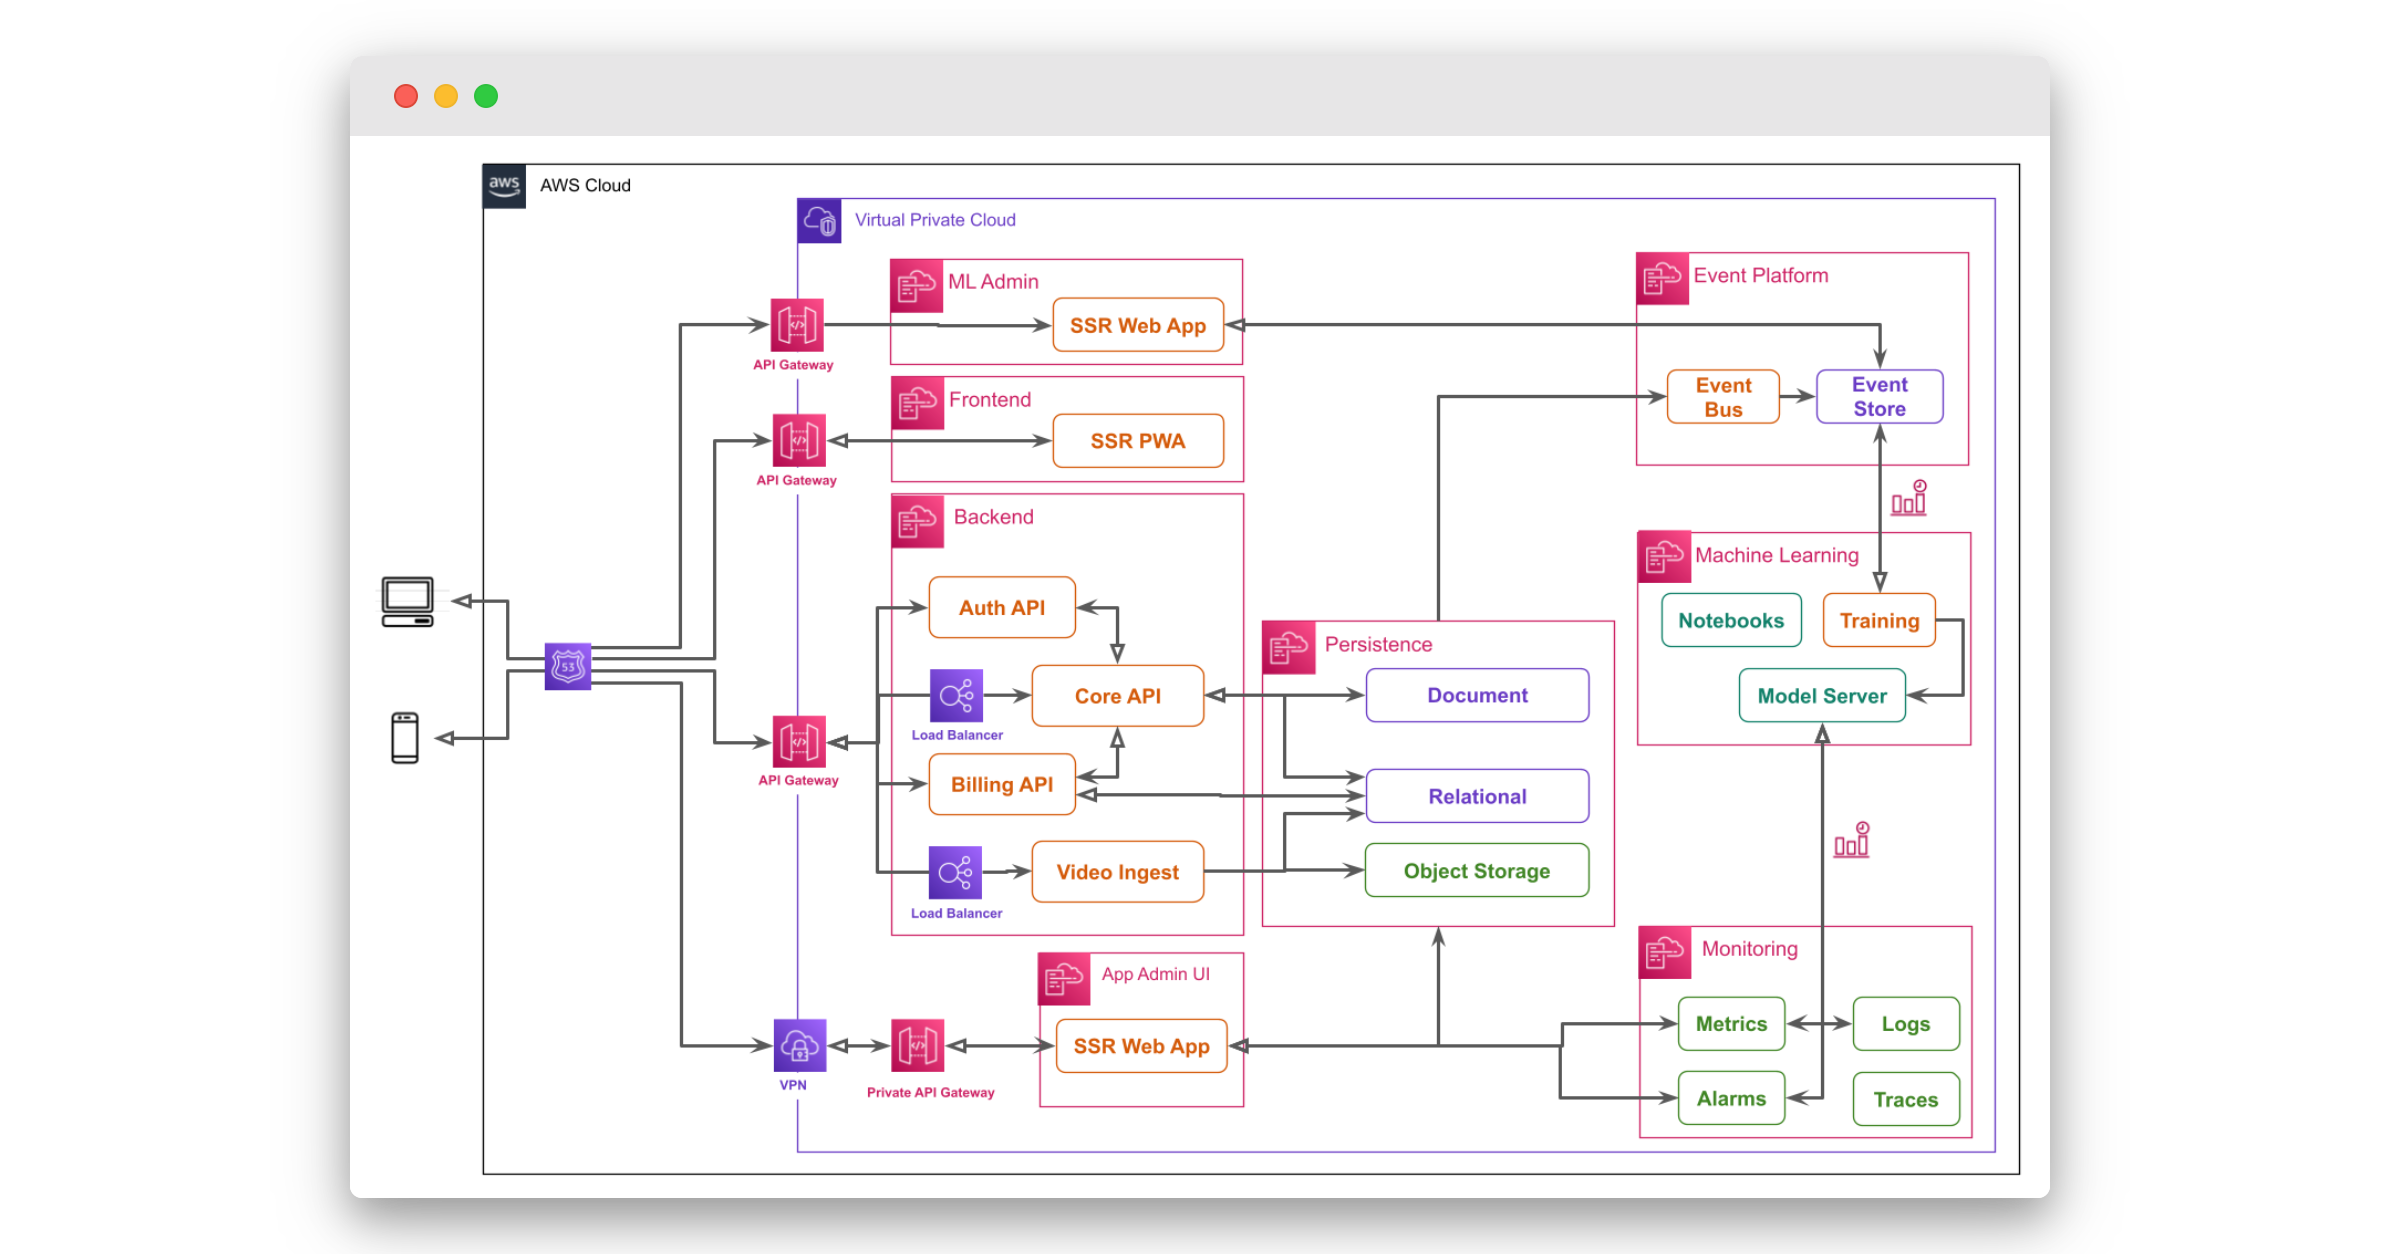 aws
AWS Cloud
Virtual Private Cloud
ML Admin
SSR Web App
API Gateway
Event Platform
Event
Bus
Event
Store
Frontend
SSR PWA
API Gateway
Backend
Auth API
Core API
Load Balancer
Billing API
Video Ingest
Load Balancer
API Gateway
53
Persistence
Document
Relational
Object Storage
Machine Learning
Notebooks
Training
Model Server
App Admin UI
SSR Web App
VPN
Private API Gateway
Monitoring
Metrics
Logs
Alarms
Traces